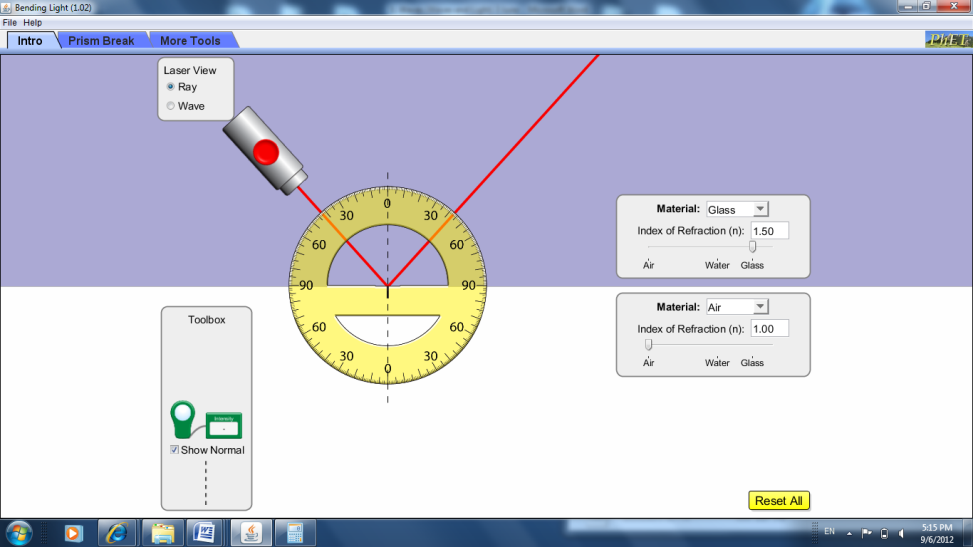 Bending Light (1.02)
File Help
Intro Prism Break More Tools
PhET
Laser View
Ray
Wave
0
30 30
60 60
90 90
60 60
30 30
0
Material: Glass
Index of Refraction (n): 1.50
Air Water Glass
Material: Air
Index of Refraction (n): 1.00
Air Water Glass
Toolbox
Intensity
-
Show Normal
Reset All
EN
5:15 PM
9/6/2012